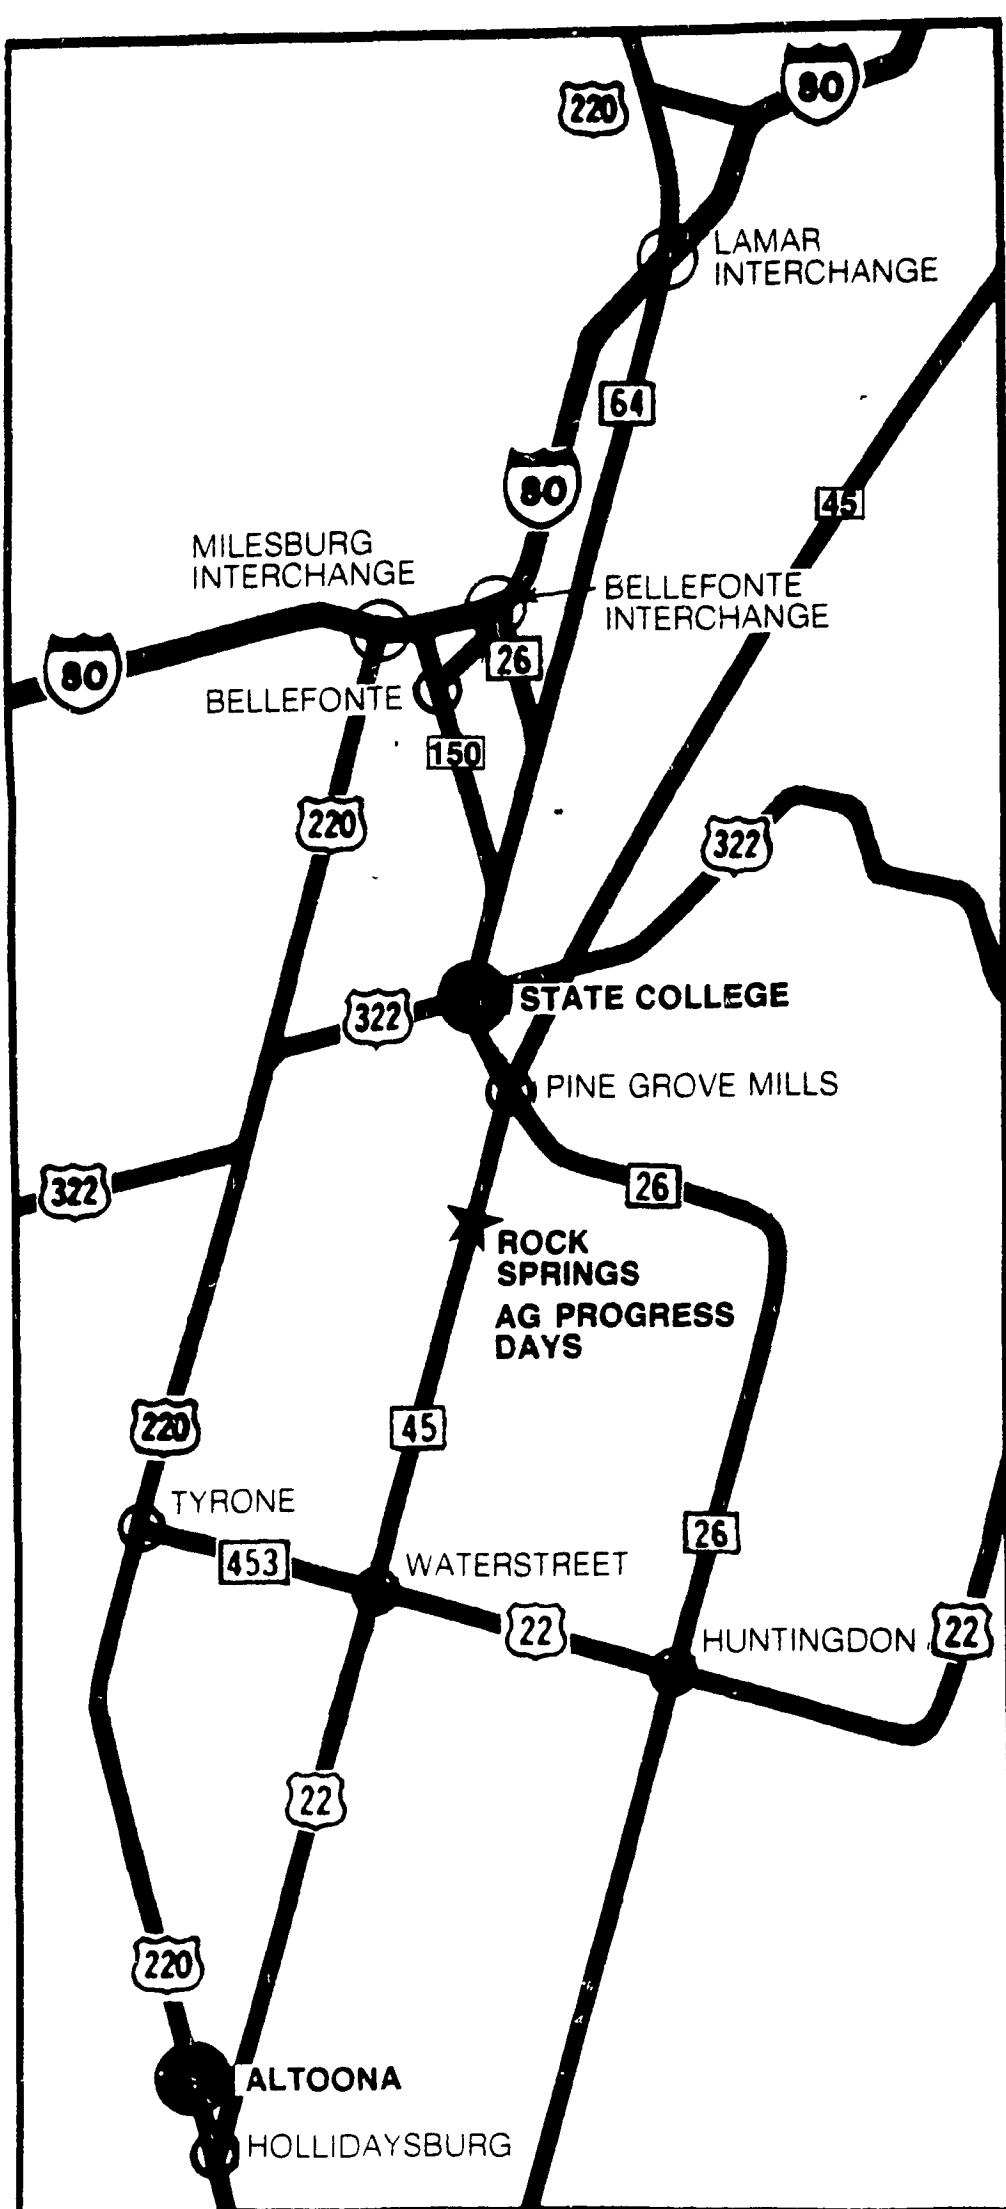 80
220
LAMAR
INTERCHANGE
64
80
45
MILESBURG
INTERCHANGE
BELLEFONTE
INTERCHANGE
80
26
BELLEFONTE
150
220
322
STATE COLLEGE
322
PINE GROVE MILLS
322
26
ROCK
SPRINGS
AG PROGRESS
DAYS
220
45
TYRONE
26
453
WATERSTREET
22
HUNTINGDON
22
22
220
ALTOONA
HOLLIDAYSBURG